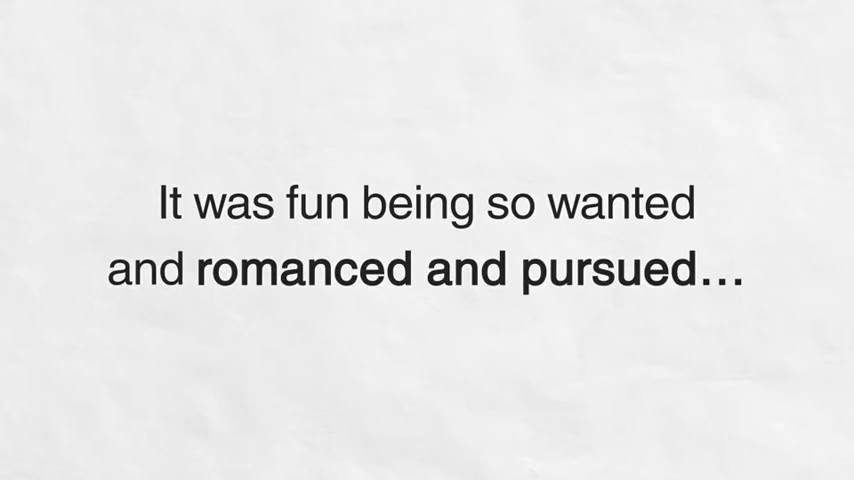 It was fun being so wanted
and romanced and pursued...